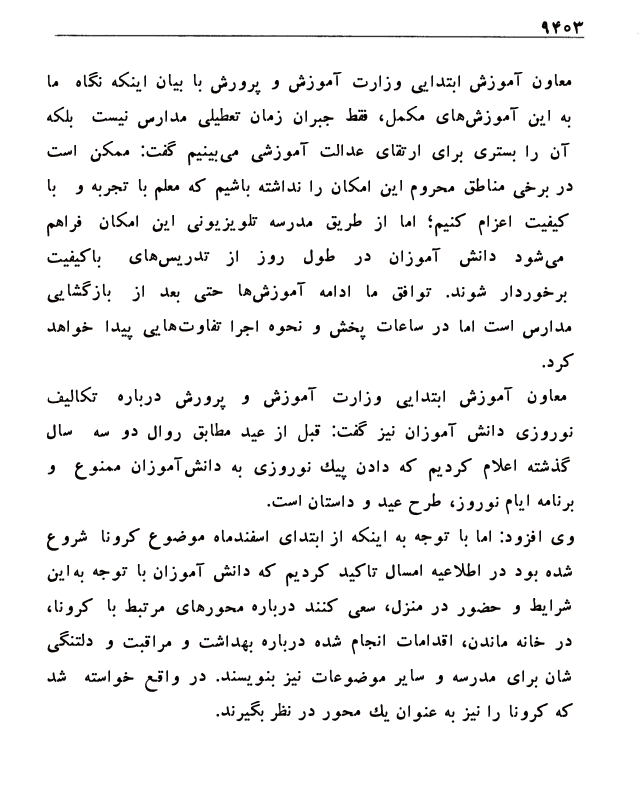 ۹۴۰۳
معاون آموزش ابتدایی وزارت آموزش و پرورش با بیان اینکه نگاه ما
به این آموزش‌های مکمل، فقط جبران زمان تعطیلی مدارس نیست بلکه
آن را بستری برای ارتقای عدالت آموزشی می‌بینیم گفت: ممکن است
در برخی مناطق محروم این امکان را نداشته باشیم که معلم با تجربه و با
کیفیت اعزام کنیم؛ اما از طریق مدرسه تلویزیونی این امکان فراهم
می‌شود دانش آموزان در طول روز از تدریس‌های باکیفیت
برخوردار شوند. توافق ما ادامه آموزش‌ها حتی بعد از بازگشایی
مدارس است اما در ساعات پخش و نحوه اجرا تفاوت‌هایی پیدا خواهد
کرد.
معاون آموزش ابتدایی وزارت آموزش و پرورش درباره تکالیف
نوروزی دانش آموزان نیز گفت: قبل از عید مطابق روال دو سه سال
گذشته اعلام کردیم که دادن پیك نوروزی به دانش‌آموزان ممنوع و
برنامه ایام نوروز، طرح عید و داستان است.
وی افزود: اما با توجه به اینکه از ابتدای اسفندماه موضوع کرونا شروع
شده بود در اطلاعیه امسال تاکید کردیم که دانش آموزان با توجه به‌این
شرایط و حضور در منزل، سعی کنند درباره محورهای مرتبط با کرونا،
در خانه ماندن، اقدامات انجام شده درباره بهداشت و مراقبت و دلتنگی
شان برای مدرسه و سایر موضوعات نیز بنویسند. در واقع خواسته شد
که کرونا را نیز به عنوان یك محور در نظر بگیرند.